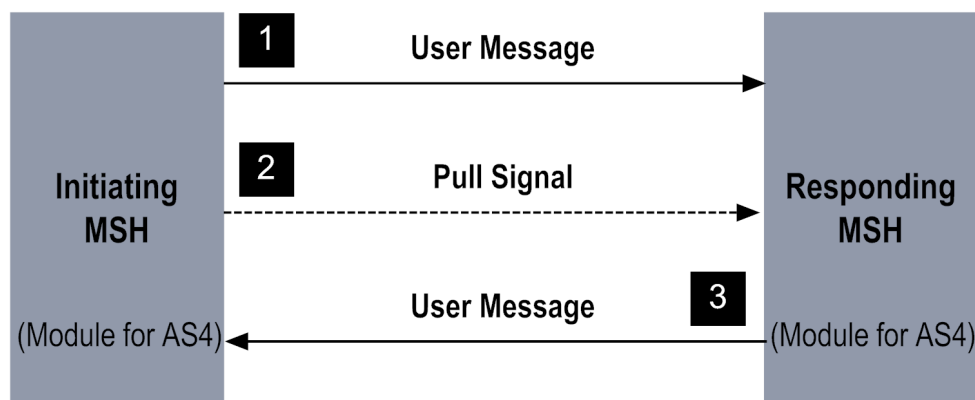 1
User Message
2
Pull Signal
Initiating
MSH
Responding
MSH
User Message
3
(Module for AS4)
(Module for AS4)